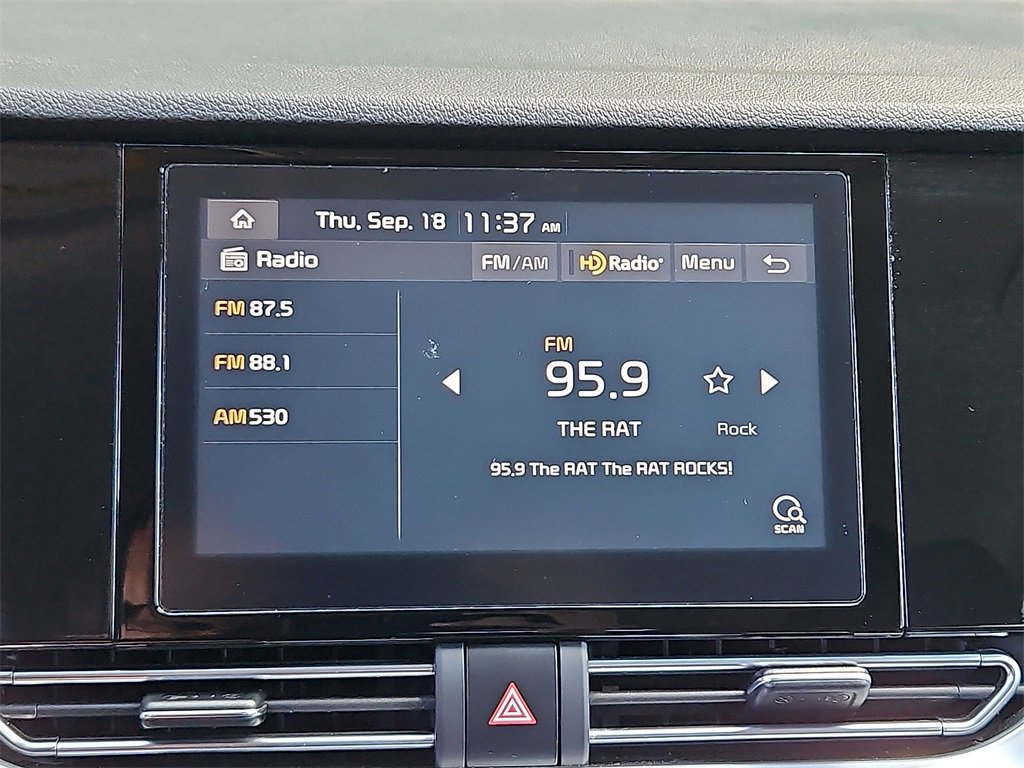 Thu, Sep. 18 11:37 AM
Radio FM/AM HD Radio® Menu
FM 87.5
FM 88.1
AM 530
FM
95.9
THE RAT Rock
95.9 The RAT The RAT ROCKS!
SCAN